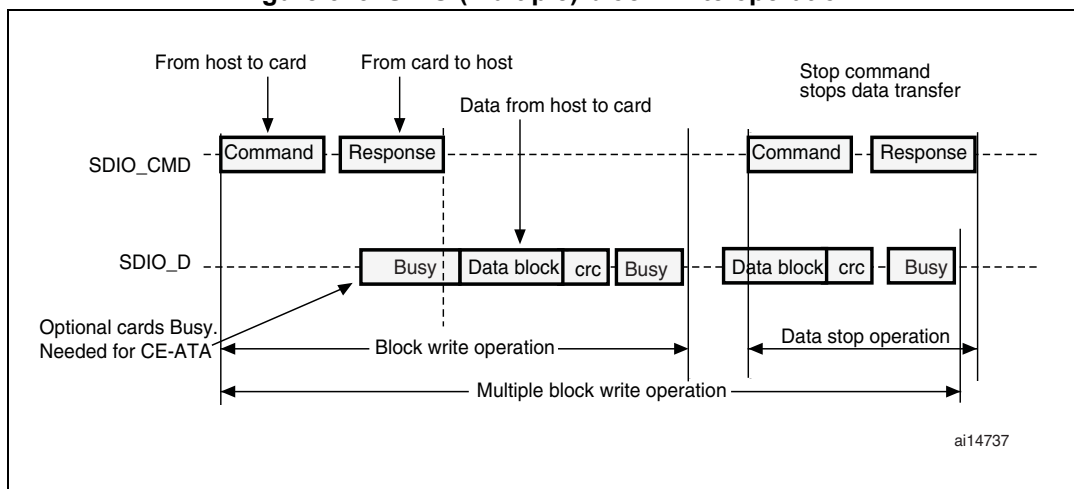 From host to card
From card to host
Stop command
stops data transfer
Data from host to card
SDIO_CMD
Command
Response
Command
Response
SDIO_D
Busy
Data block
crc
Busy
Data block
crc
Busy
Optional cards Busy.
Needed for CE-ATA
Block write operation
Data stop operation
Multiple block write operation
ai14737